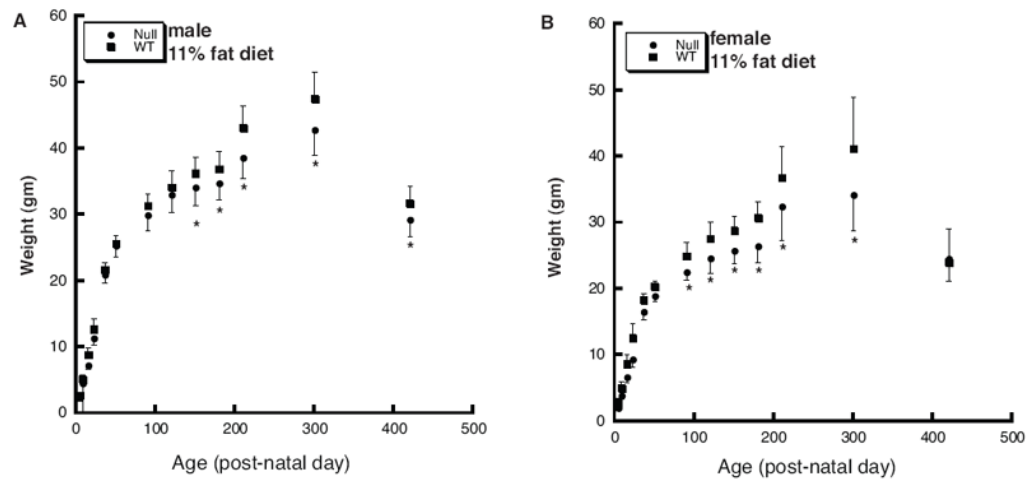 A
Null
WT
male
11% fat diet
60
50
40
30
20
10
0
Weight (gm)
*
*
*
*
*
0
100
200
300
400
500
Age (post-natal day)
B
Null
WT
female
11% fat diet
60
50
40
30
20
10
0
Weight (gm)
*
*
*
*
*
*
0
100
200
300
400
500
Age (post-natal day)